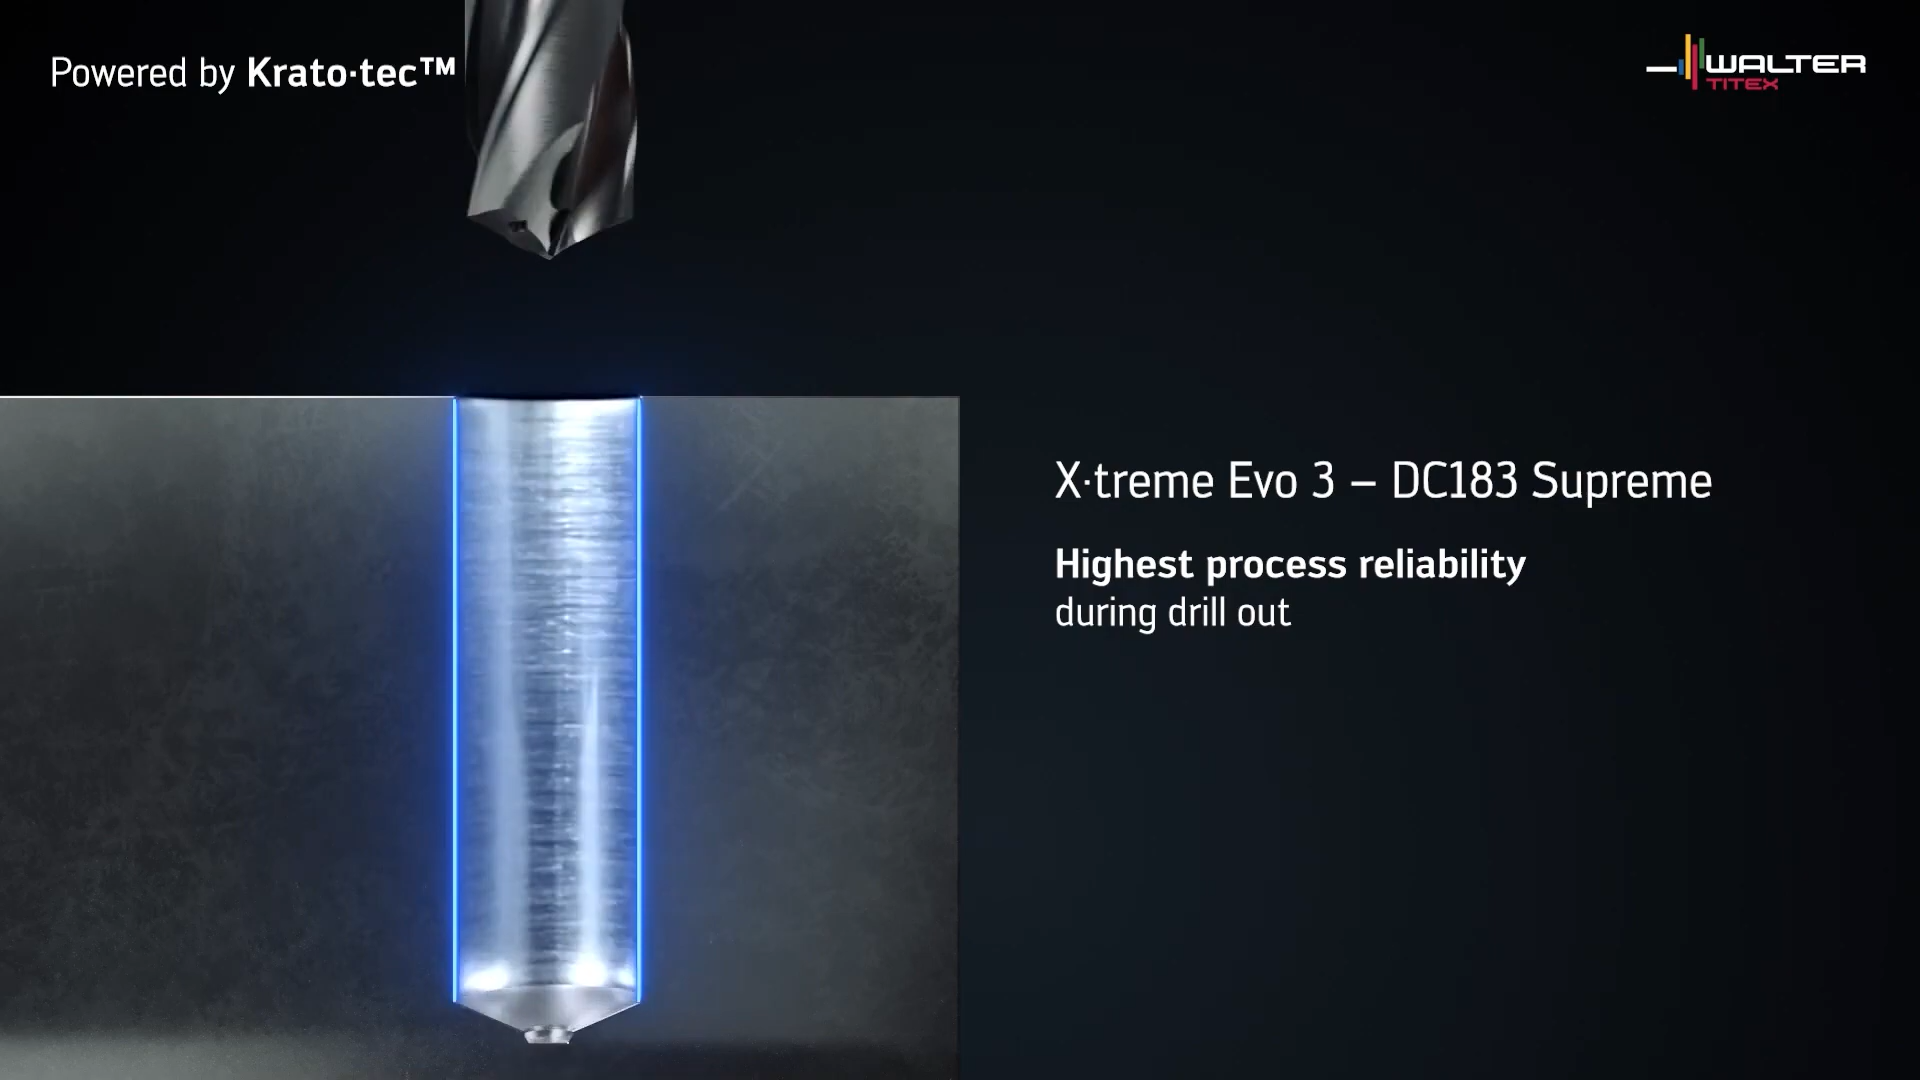 Powered by Krato·tec™
WALTER
TITEX
X·treme Evo 3 – DC183 Supreme
Highest process reliability
during drill out